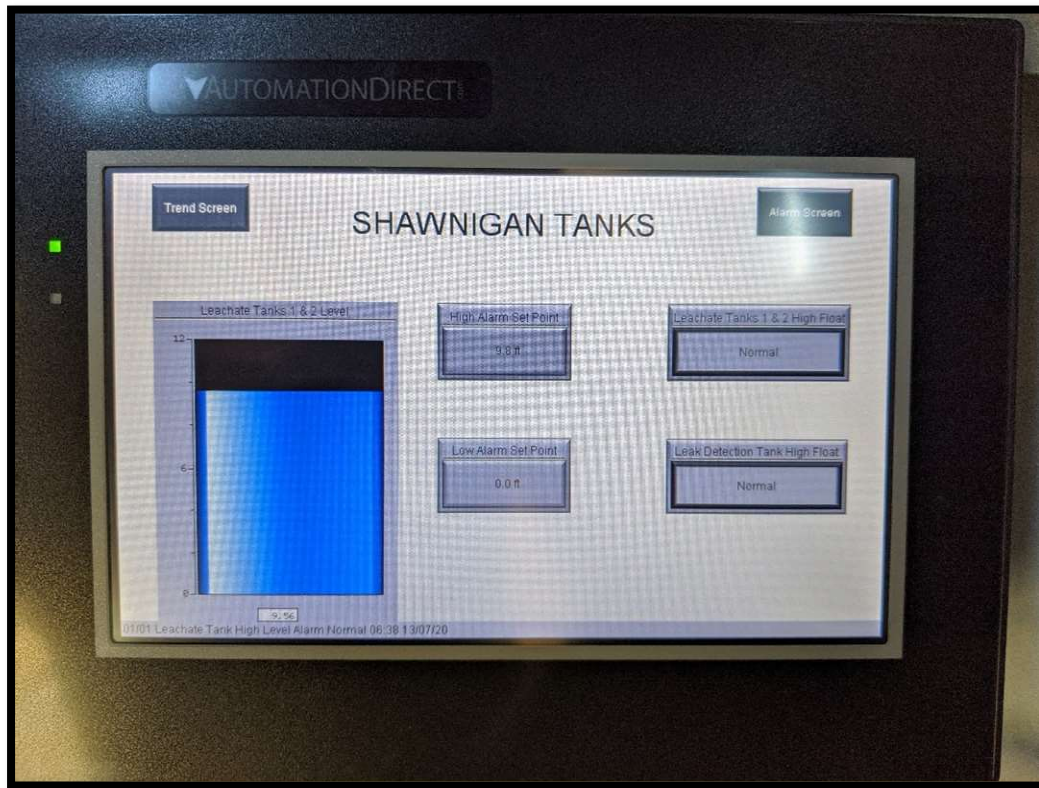 AUTOMATIONDIRECT
Trend Screen
SHAWNIGAN TANKS
Alarm Screen
Leachate Tanks 1 & 2 Level
12
6
0
9.56
High Alarm Set Point
9.8 ft
Low Alarm Set Point
0.0 ft
Leachate Tanks 1 & 2 High Float
Normal
Leak Detection Tank High Float
Normal
01/01 Leachate Tank High Level Alarm Normal 06:38 13/07/20